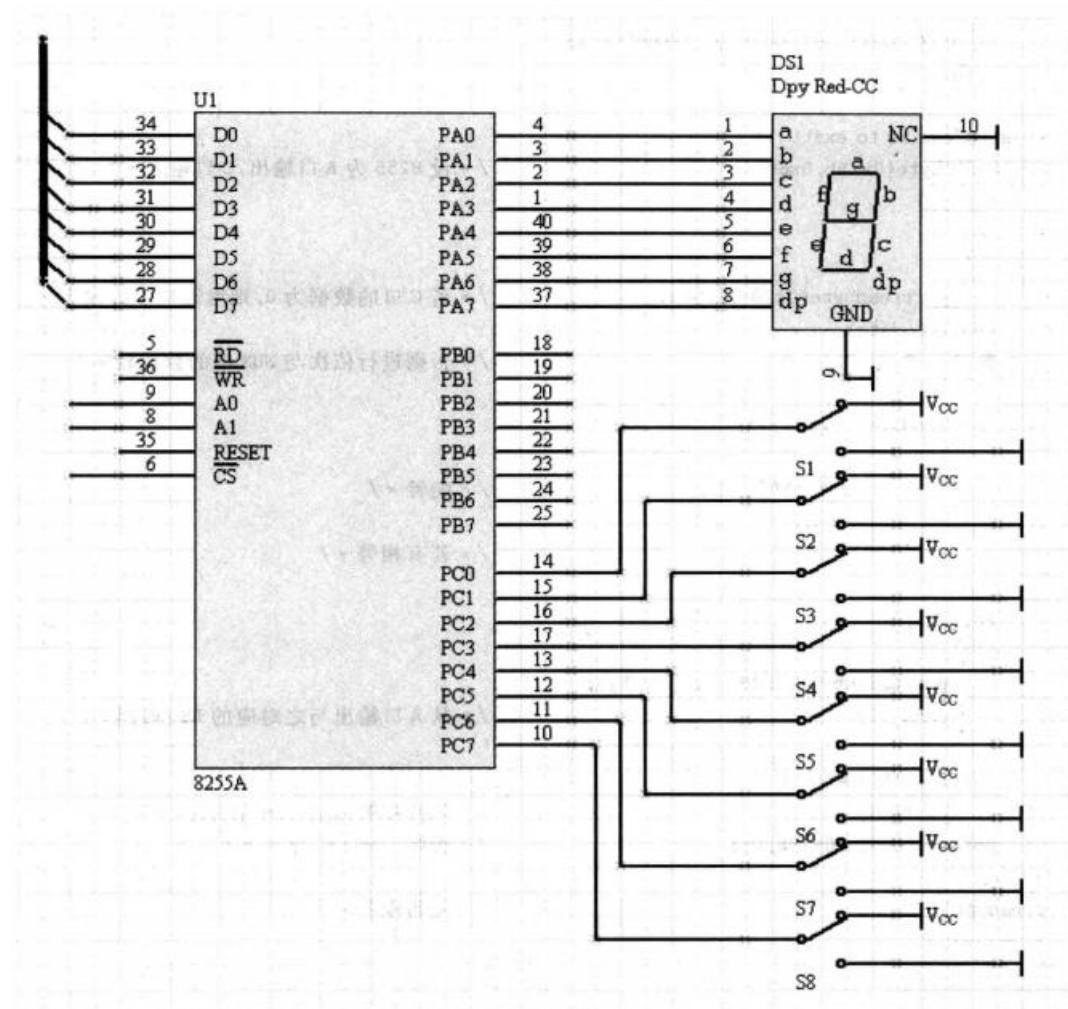 DS1
Dpy Red-CC
U1
34 D0 PA0 4 1 a NC 10
33 D1 PA1 3 2 b
32 D2 PA2 2 3 c
31 D3 PA3 1 4 d
30 D4 PA4 40 5 e
29 D5 PA5 39 6 f
28 D6 PA6 38 7 g
27 D7 PA7 37 8 dp
a
f b
g
e c
d
dp
GND
9
5 RD PB0 18
36 WR PB1 19
9 A0 PB2 20
8 A1 PB3 21
35 RESET PB4 22
6 CS PB5 23
PB6 24
PB7 25
PC0 14
PC1 15
PC2 16
PC3 17
PC4 13
PC5 12
PC6 11
PC7 10
8255A
VCC
S1
VCC
S2
VCC
S3
VCC
S4
VCC
S5
VCC
S6
VCC
S7
VCC
S8